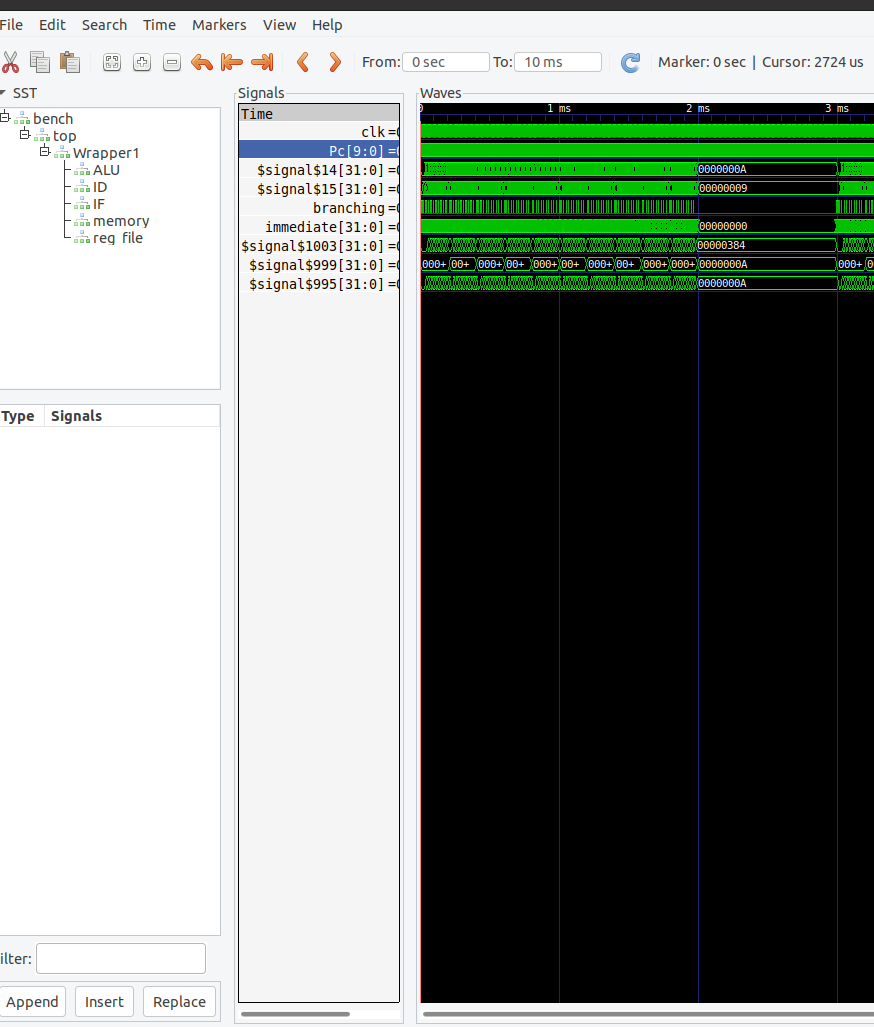 File Edit Search Time Markers View Help
From: 0 sec To: 10 ms Marker: 0 sec | Cursor: 2724 us
SST
bench
top
Wrapper1
ALU
ID
IF
memory
reg_file
Type Signals
ilter:
Append Insert Replace
Signals
Time
clk=0
Pc[9:0]=0
$signal$14[31:0]=0
$signal$15[31:0]=0
branching=0
immediate[31:0]=0
$signal$1003[31:0]=0
$signal$999[31:0]=0
$signal$995[31:0]=0
Waves
0 1 ms 2 ms 3 ms
0000000A
00000009
00000000
00000384
000+ 00+ 000+ 00+ 000+ 00+ 000+ 00+ 000+ 000+ 0000000A 000+ 00
0000000A